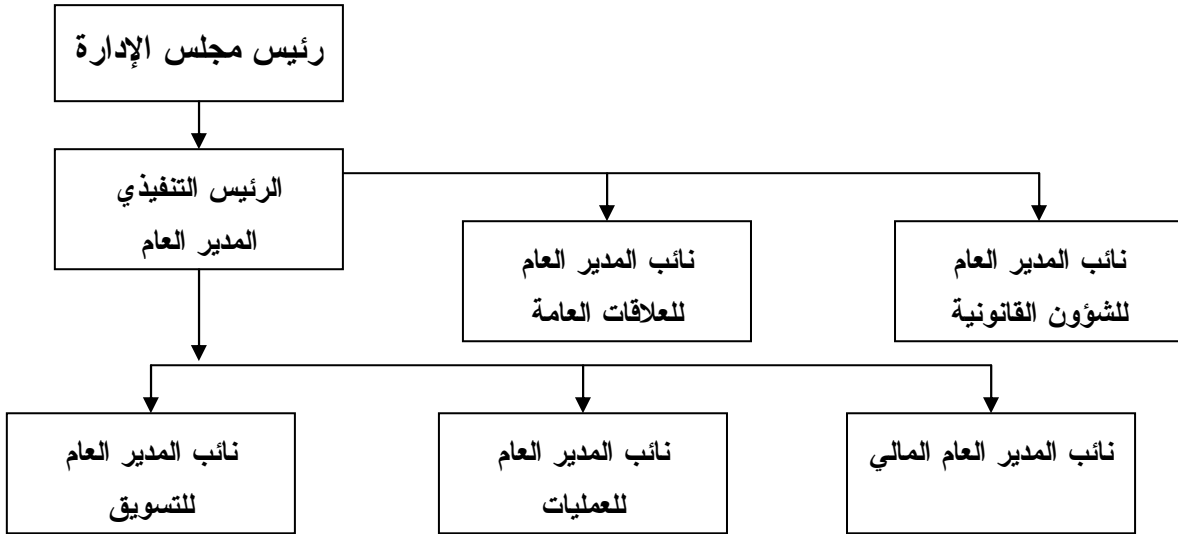 رئيس مجلس الإدارة
الرئيس التنفيذي
المدير العام
نائب المدير العام
للشؤون القانونية
نائب المدير العام
للعلاقات العامة
نائب المدير العام المالي
نائب المدير العام
للعمليات
نائب المدير العام
للتسويق